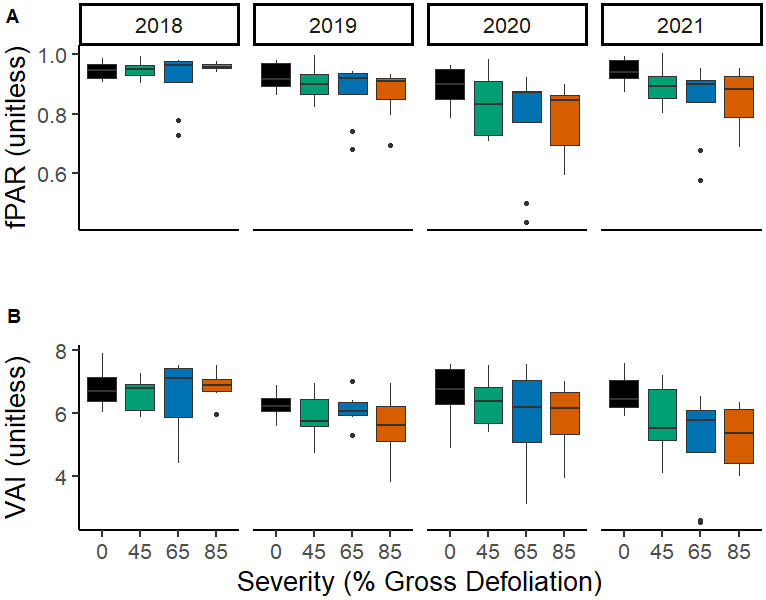 A
2018 2019 2020 2021
fPAR (unitless)
1.0
0.8
0.6
B
VAI (unitless)
8
6
4
0 45 65 85 0 45 65 85 0 45 65 85 0 45 65 85
Severity (% Gross Defoliation)